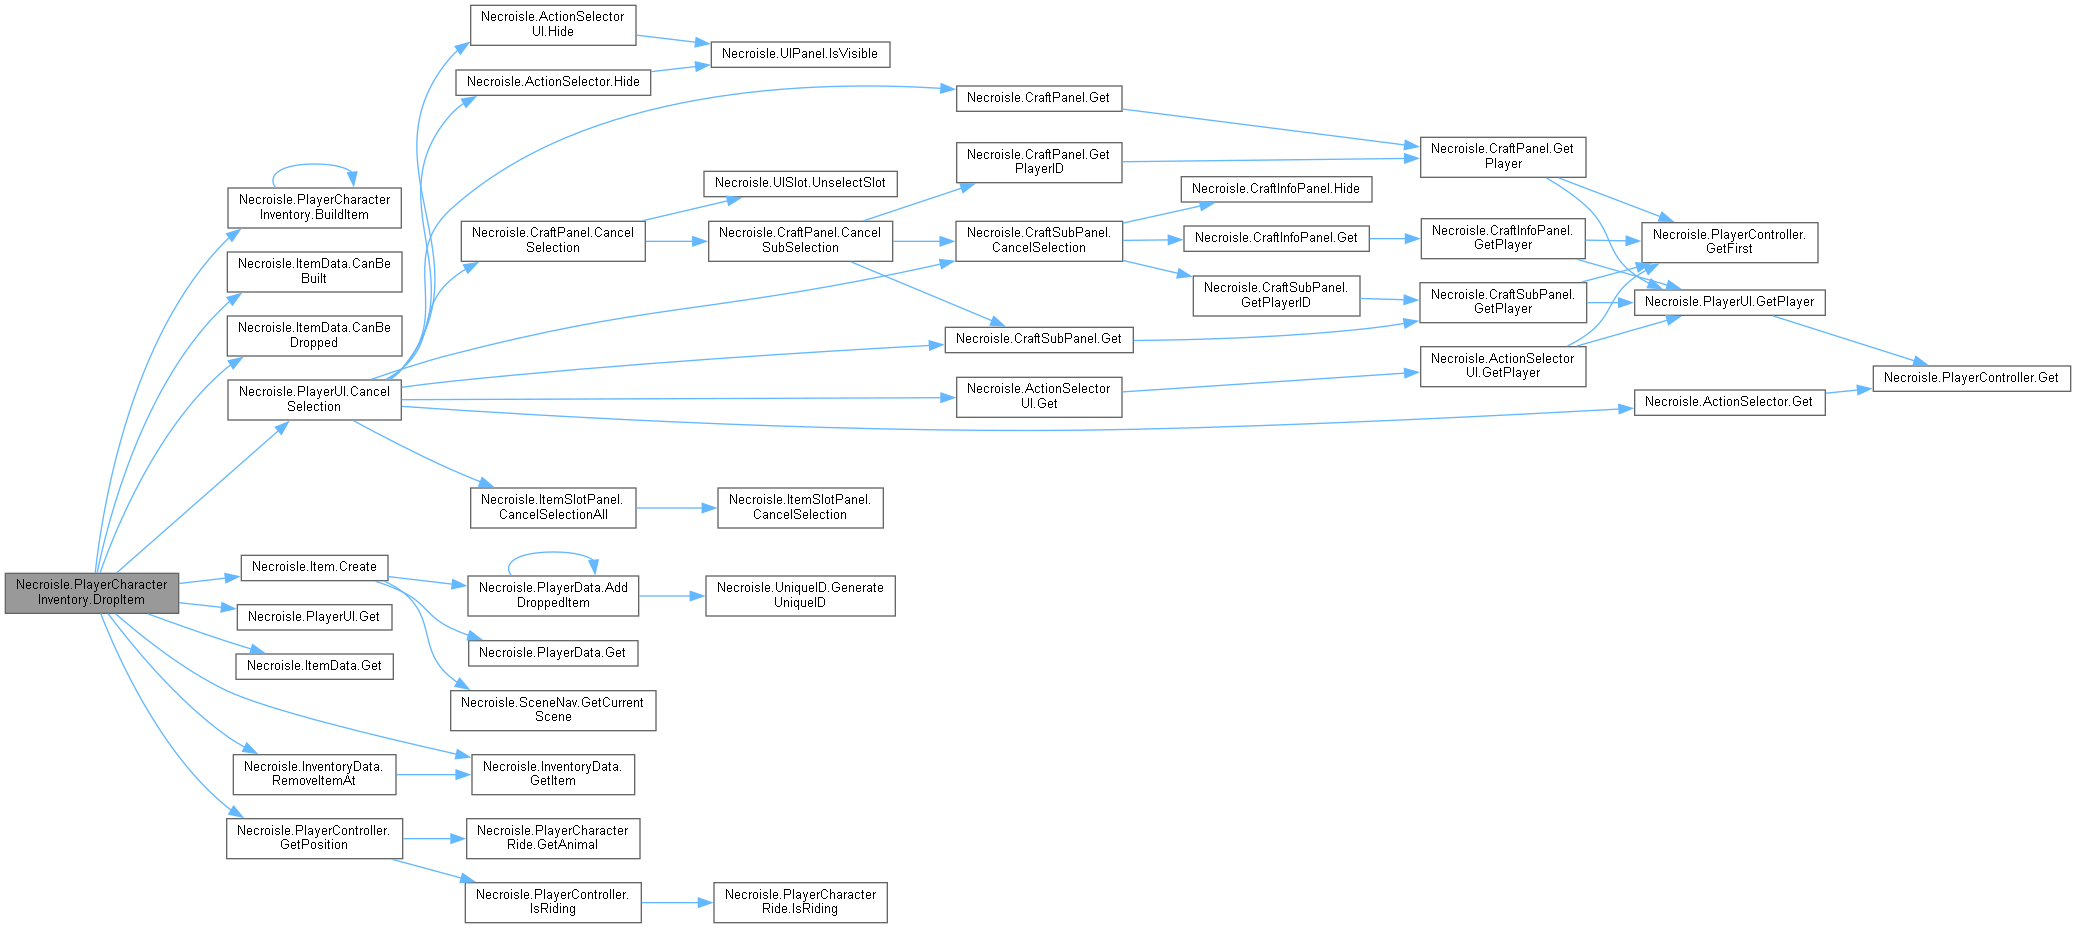 Necroisle.PlayerCharacter
Inventory.DropItem
Necroisle.PlayerCharacter
Inventory.BuildItem
Necroisle.ItemData.CanBe
Built
Necroisle.ItemData.CanBe
Dropped
Necroisle.PlayerUI.Cancel
Selection
Necroisle.Item.Create
Necroisle.PlayerUI.Get
Necroisle.ItemData.Get
Necroisle.InventoryData.
RemoveItemAt
Necroisle.PlayerController.
GetPosition
Necroisle.ActionSelector
UI.Hide
Necroisle.ActionSelector.Hide
Necroisle.CraftPanel.Cancel
Selection
Necroisle.ItemSlotPanel.
CancelSelectionAll
Necroisle.PlayerData.Add
DroppedItem
Necroisle.PlayerData.Get
Necroisle.SceneNav.GetCurrent
Scene
Necroisle.InventoryData.
GetItem
Necroisle.PlayerCharacter
Ride.GetAnimal
Necroisle.PlayerController.
IsRiding
Necroisle.UIPanel.IsVisible
Necroisle.UISlot.UnselectSlot
Necroisle.CraftPanel.Cancel
SubSelection
Necroisle.ItemSlotPanel.
CancelSelection
Necroisle.UniqueID.Generate
UniqueID
Necroisle.PlayerCharacter
Ride.IsRiding
Necroisle.CraftPanel.Get
Necroisle.CraftPanel.Get
PlayerID
Necroisle.CraftSubPanel.
CancelSelection
Necroisle.CraftSubPanel.Get
Necroisle.ActionSelector
UI.Get
Necroisle.CraftInfoPanel.Hide
Necroisle.CraftInfoPanel.Get
Necroisle.CraftSubPanel.
GetPlayerID
Necroisle.CraftPanel.Get
Player
Necroisle.CraftInfoPanel.
GetPlayer
Necroisle.CraftSubPanel.
GetPlayer
Necroisle.ActionSelector
UI.GetPlayer
Necroisle.PlayerController.
GetFirst
Necroisle.PlayerUI.GetPlayer
Necroisle.ActionSelector.Get
Necroisle.PlayerController.Get